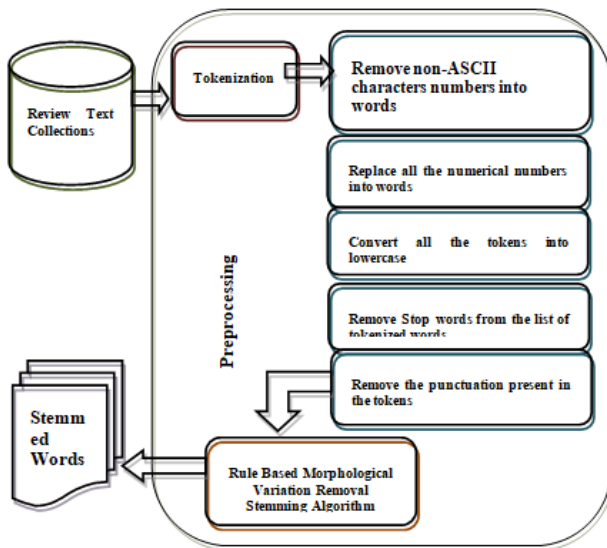 Review Text
Collections
Tokenization
Remove non-ASCII
characters numbers into
words
Replace all the numerical numbers
into words
Convert all the tokens into
lowercase
Remove Stop words from the list of
tokenized words
Remove the punctuation present in
the tokens
Preprocessing
Rule Based Morphological
Variation Removal
Stemming Algorithm
Stemm
ed
Words